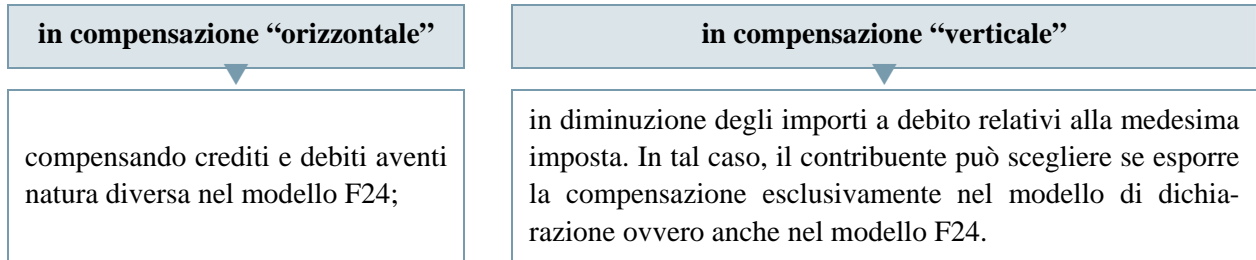 in compensazione “orizzontale”
compensando crediti e debiti aventi
natura diversa nel modello F24;
in compensazione “verticale”
in diminuzione degli importi a debito relativi alla medesima
imposta. In tal caso, il contribuente può scegliere se esporre
la compensazione esclusivamente nel modello di dichia-
razione ovvero anche nel modello F24.